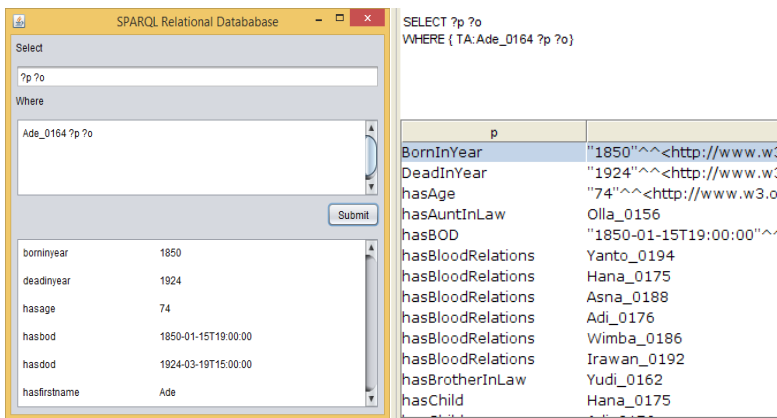 SPARQL Relational Datababase
Select
?p ?o
Where
Ade_0164 ?p ?o
Submit
borninyear 1850
deadinyear 1924
hasage 74
hasbod 1850-01-15T19:00:00
hasdod 1924-03-19T15:00:00
hasfirstname Ade
SELECT ?p ?o
WHERE { TA:Ade_0164 ?p ?o}
p
BornInYear "1850"^^<http://www.w3
DeadInYear "1924"^^<http://www.w3
hasAge "74"^^<http://www.w3.o
hasAuntInLaw Olla_0156
hasBOD "1850-01-15T19:00:00"^^
hasBloodRelations Yanto_0194
hasBloodRelations Hana_0175
hasBloodRelations Asna_0188
hasBloodRelations Adi_0176
hasBloodRelations Wimba_0186
hasBloodRelations Irawan_0192
hasBrotherInLaw Yudi_0162
hasChild Hana_0175